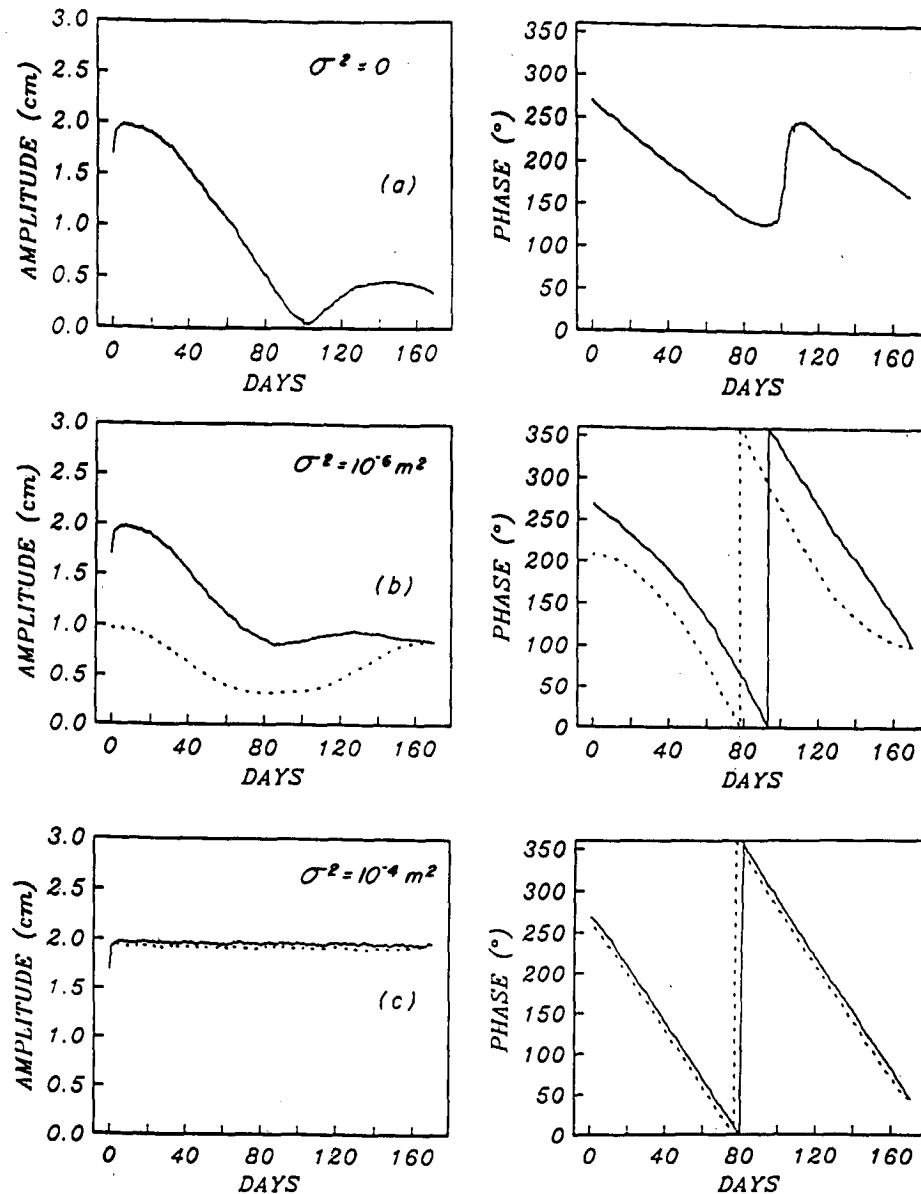 AMPLITUDE (cm)
3.0
2.5
2.0
1.5
1.0
0.5
0.0
σ² = 0
(a)
0 40 80 120 160
DAYS
PHASE (°)
350
300
250
200
150
100
50
0
0 40 80 120 160
DAYS
AMPLITUDE (cm)
3.0
2.5
2.0
1.5
1.0
0.5
0.0
σ² = 10⁻⁶ m²
(b)
0 40 80 120 160
DAYS
PHASE (°)
350
300
250
200
150
100
50
0
0 40 80 120 160
DAYS
AMPLITUDE (cm)
3.0
2.5
2.0
1.5
1.0
0.5
0.0
σ² = 10⁻⁴ m²
(c)
0 40 80 120 160
DAYS
PHASE (°)
350
300
250
200
150
100
50
0
0 40 80 120 160
DAYS